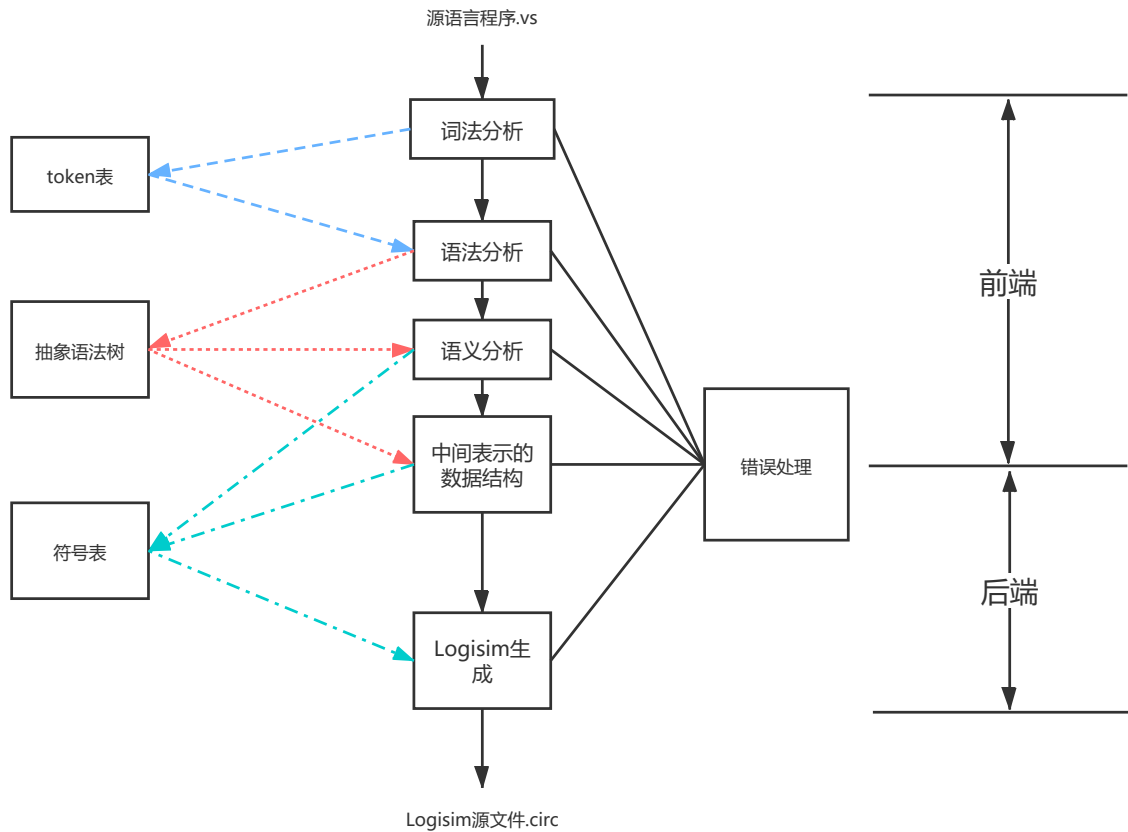 源语言程序.vs
词法分析
token表
语法分析
前端
抽象语法树
语义分析
中间表示的
数据结构
错误处理
符号表
后端
Logisim生
成
Logisim源文件.circ